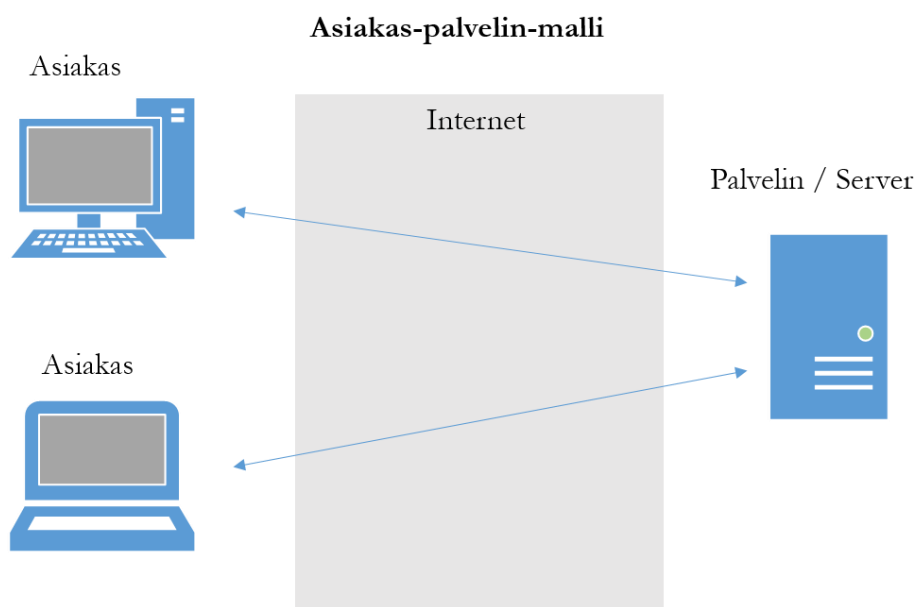 Asiakas-palvelin-malli
Asiakas
Internet
Palvelin / Server
Asiakas